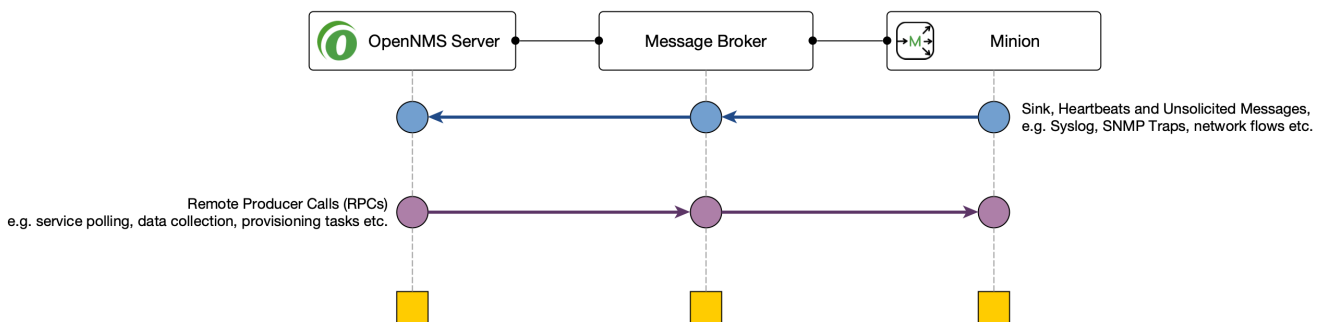 OpenNMS Server
Message Broker
M
Minion
Sink, Heartbeats and Unsolicited Messages,
e.g. Syslog, SNMP Traps, network flows etc.
Remote Producer Calls (RPCs)
e.g. service polling, data collection, provisioning tasks etc.